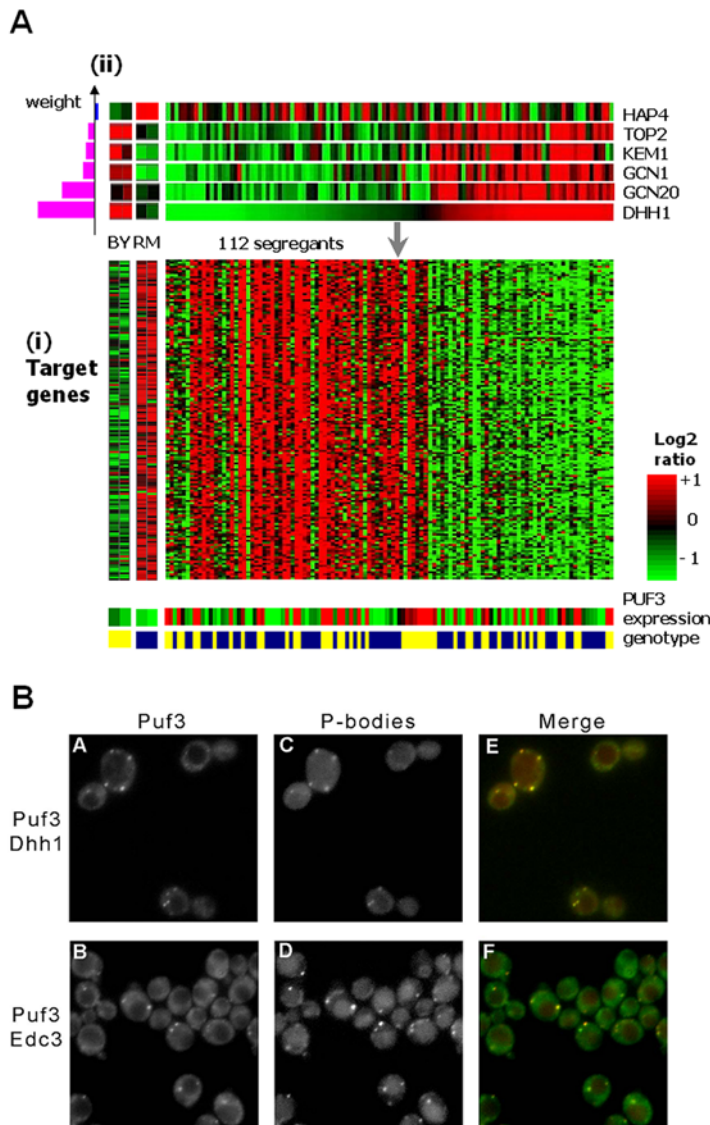 A
(ii)
weight
HAP4
TOP2
KEM1
GCN1
GCN20
DHH1
BY RM
112 segregants
(i)
Target
genes
Log2
ratio
+1
0
- 1
PUF3
expression
genotype
B
Puf3
P-bodies
Merge
A
C
E
Puf3
Dhh1
B
D
F
Puf3
Edc3